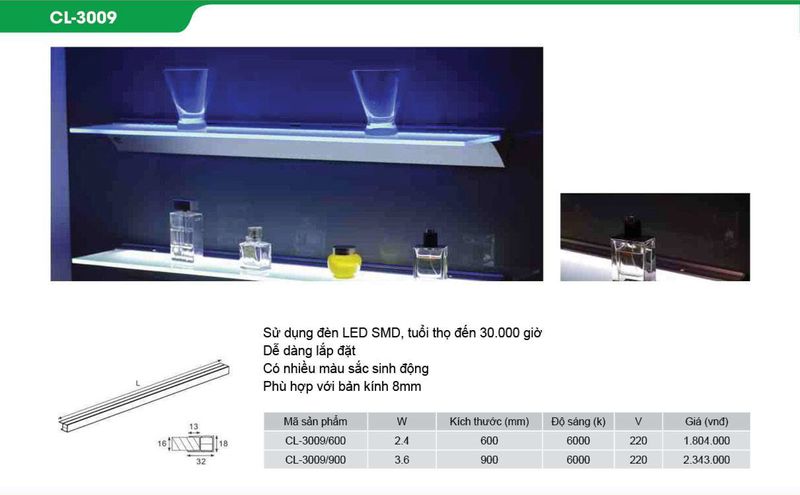 CL-3009
Sử dụng đèn LED SMD, tuổi thọ đến 30.000 giờ
Dễ dàng lắp đặt
Có nhiều màu sắc sinh động
Phù hợp với bản kính 8mm
L
13
16
18
32
Mã sản phẩm W Kích thước (mm) Độ sáng (k) V Giá (vnđ)
CL-3009/600 2.4 600 6000 220 1.804.000
CL-3009/900 3.6 900 6000 220 2.343.000